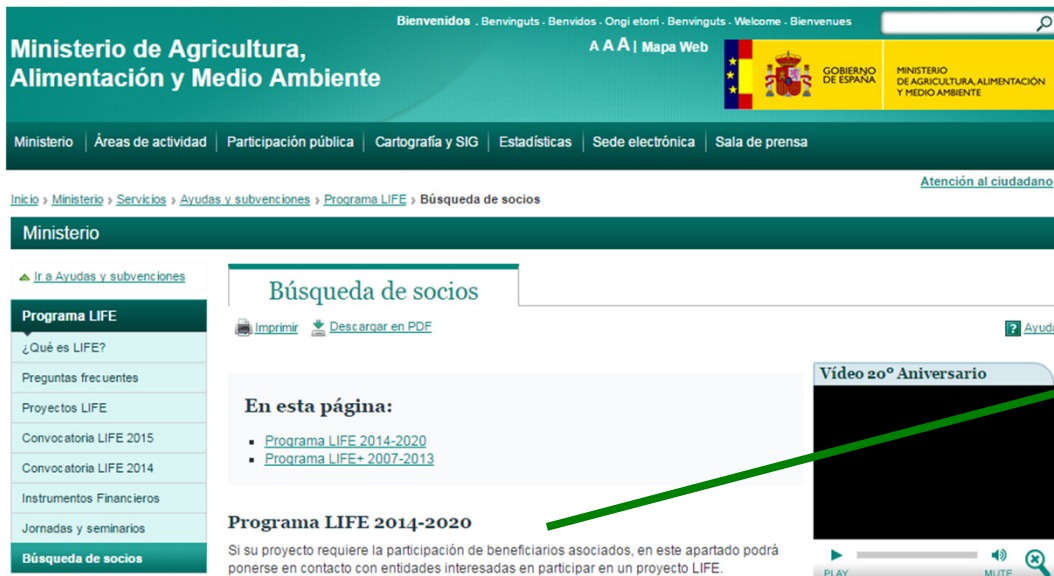 Bienvenidos . Benvinguts - Benvidos - Ongi etorri - Benvinguts - Welcome - Bienvenues
Ministerio de Agricultura,
Alimentación y Medio Ambiente
A A A | Mapa Web
GOBIERNO
DE ESPAÑA
MINISTERIO
DE AGRICULTURA, ALIMENTACIÓN
Y MEDIO AMBIENTE
Ministerio Áreas de actividad Participación pública Cartografía y SIG Estadísticas Sede electrónica Sala de prensa
Atención al ciudadano
Inicio > Ministerio > Servicios > Ayudas y subvenciones > Programa LIFE > Búsqueda de socios
Ministerio
Ir a Ayudas y subvenciones
Programa LIFE
¿Qué es LIFE?
Preguntas frecuentes
Proyectos LIFE
Convocatoria LIFE 2015
Convocatoria LIFE 2014
Instrumentos Financieros
Jornadas y seminarios
Búsqueda de socios
Búsqueda de socios
Imprimir Descargar en PDF
? Ayuda
En esta página:
Programa LIFE 2014-2020
Programa LIFE+ 2007-2013
Programa LIFE 2014-2020
Si su proyecto requiere la participación de beneficiarios asociados, en este apartado podrá
ponerse en contacto con entidades interesadas en participar en un proyecto LIFE.
Vídeo 20º Aniversario
PLAY MUTE